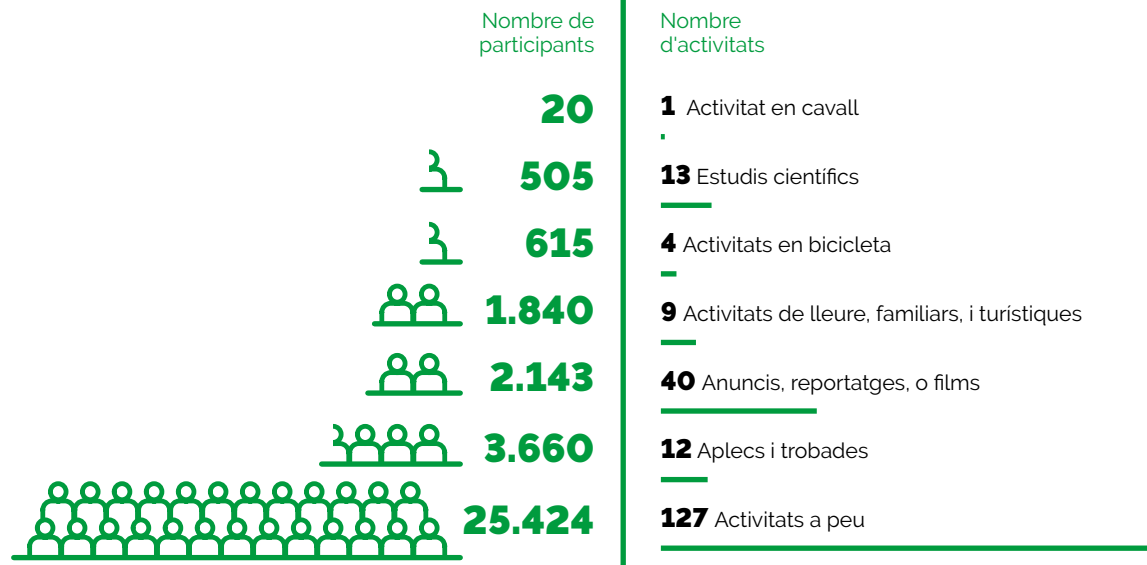 Nombre de
participants
Nombre
d'activitats
20
1 Activitat en cavall
505
13 Estudis científics
615
4 Activitats en bicicleta
1.840
9 Activitats de lleure, familiars, i turístiques
2.143
40 Anuncis, reportatges, o films
3.660
12 Aplecs i trobades
25.424
127 Activitats a peu